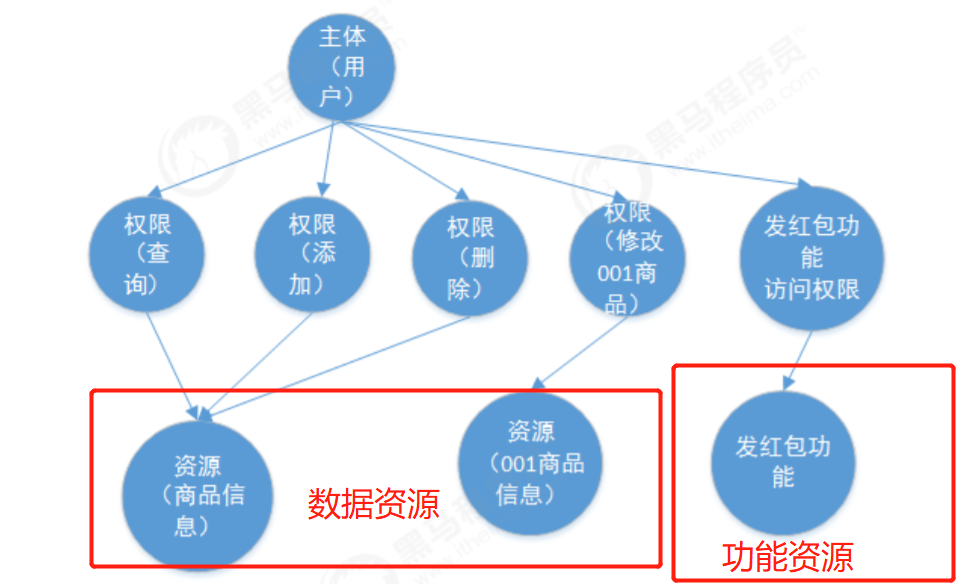 主体
（用
户）
权限
（查
询）
权限
（添
加）
权限
（删
除）
权限
（修改
001商
品）
发红包功
能
访问权限
资源
（商品信
息）
数据资源
资源
（001商品
信息）
发红包功
能
功能资源
黑马程序员
www.itheima.com